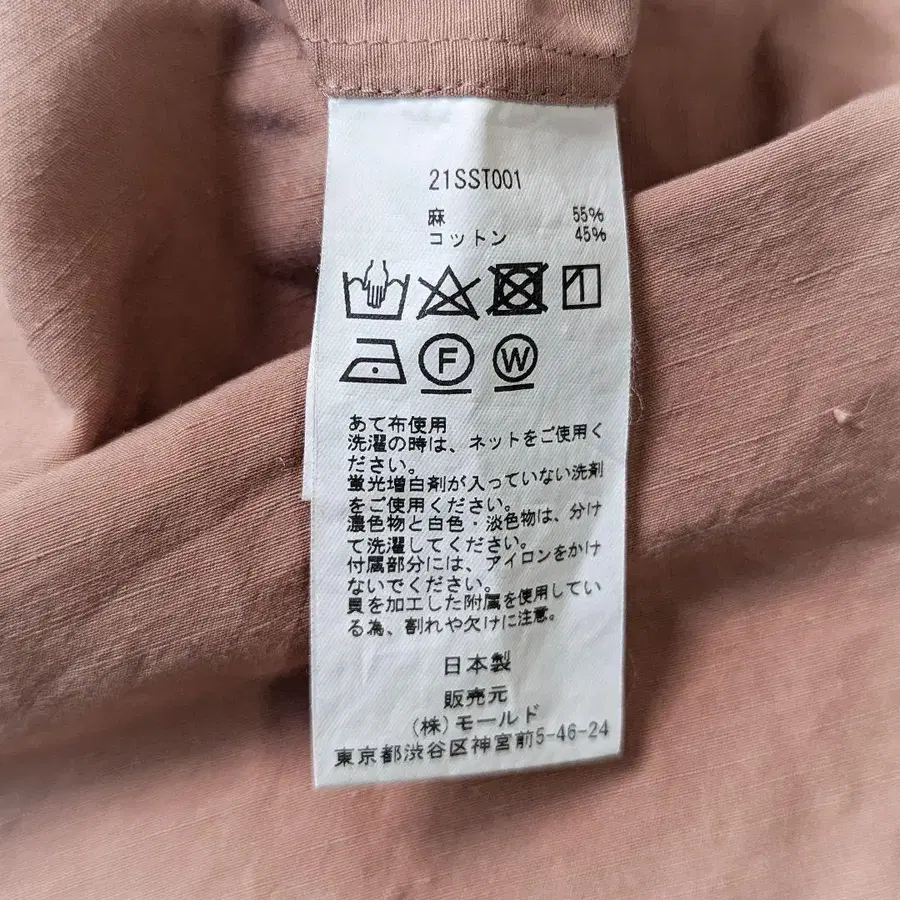 21SST001
麻 55%
コットン 45%
F W
あて布使用
洗濯の時は、ネットをご使用く
ださい。
蛍光増白剤が入っていない洗剤
をご使用ください。
濃色物と白色・淡色物は、分け
て洗濯してください。
付属部分には、アイロンをかけ
ないでください。
貝を加工した附属を使用してい
る為、割れや欠けに注意。
日本製
販売元
(株)モールド
東京都渋谷区神宮前5-46-24